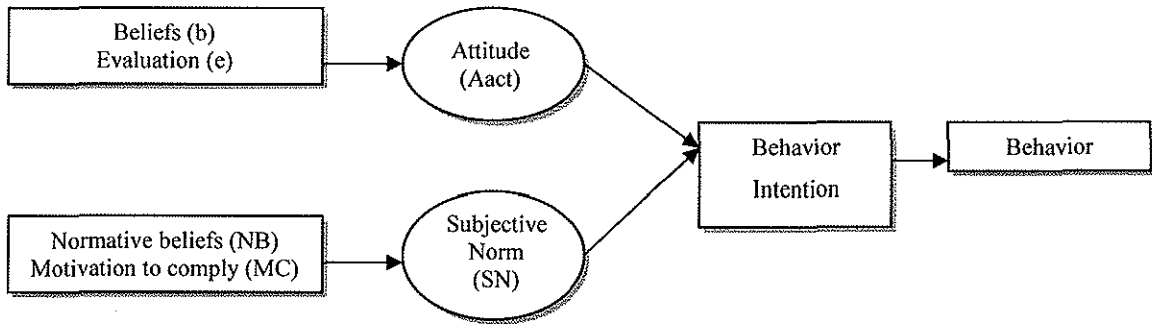 Beliefs (b)
Evaluation (e)
Attitude
(Aact)
Behavior
Intention
Behavior
Normative beliefs (NB)
Motivation to comply (MC)
Subjective
Norm
(SN)